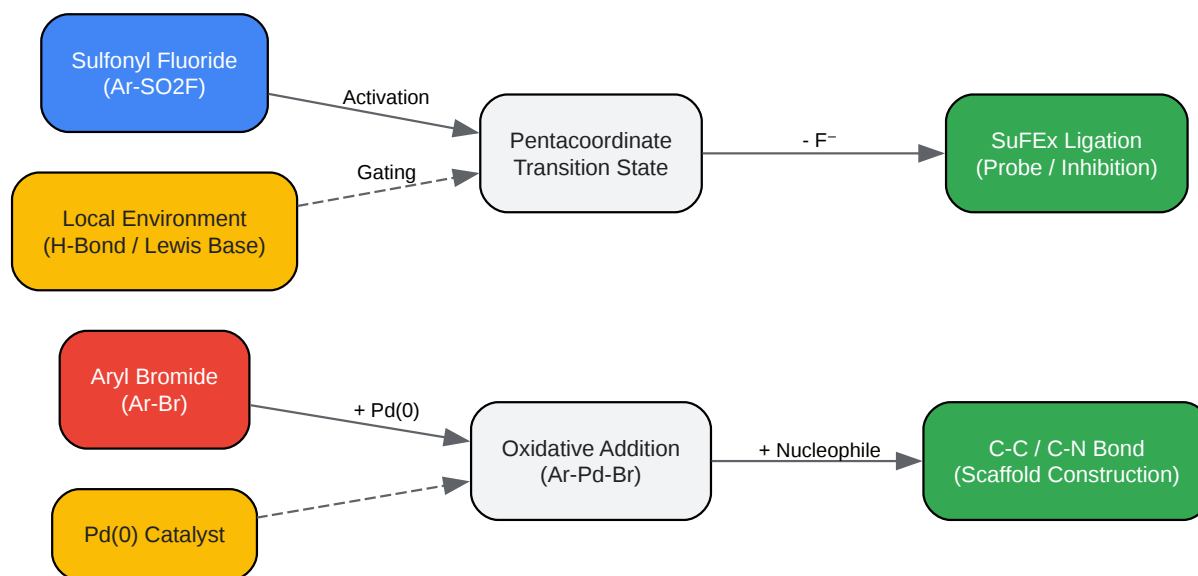 Sulfonyl Fluoride
(Ar-SO2F)
Activation
Pentacoordinate
Transition State
- F⁻
SuFEx Ligation
(Probe / Inhibition)
Gating
Local Environment
(H-Bond / Lewis Base)
Aryl Bromide
(Ar-Br)
+ Pd(0)
Oxidative Addition
(Ar-Pd-Br)
+ Nucleophile
C-C / C-N Bond
(Scaffold Construction)
Pd(0) Catalyst